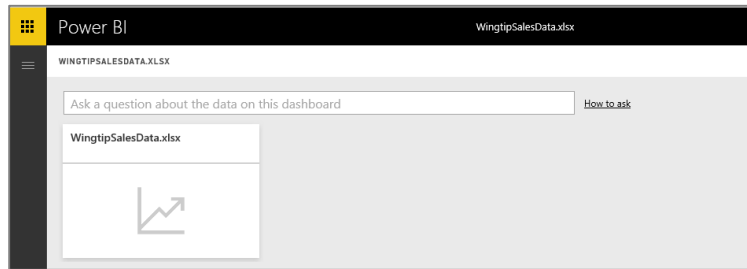 Power BI
WingtipSalesData.xlsx
WINGTIPSALESDATA.XLSX
Ask a question about the data on this dashboard
How to ask
WingtipSalesData.xlsx